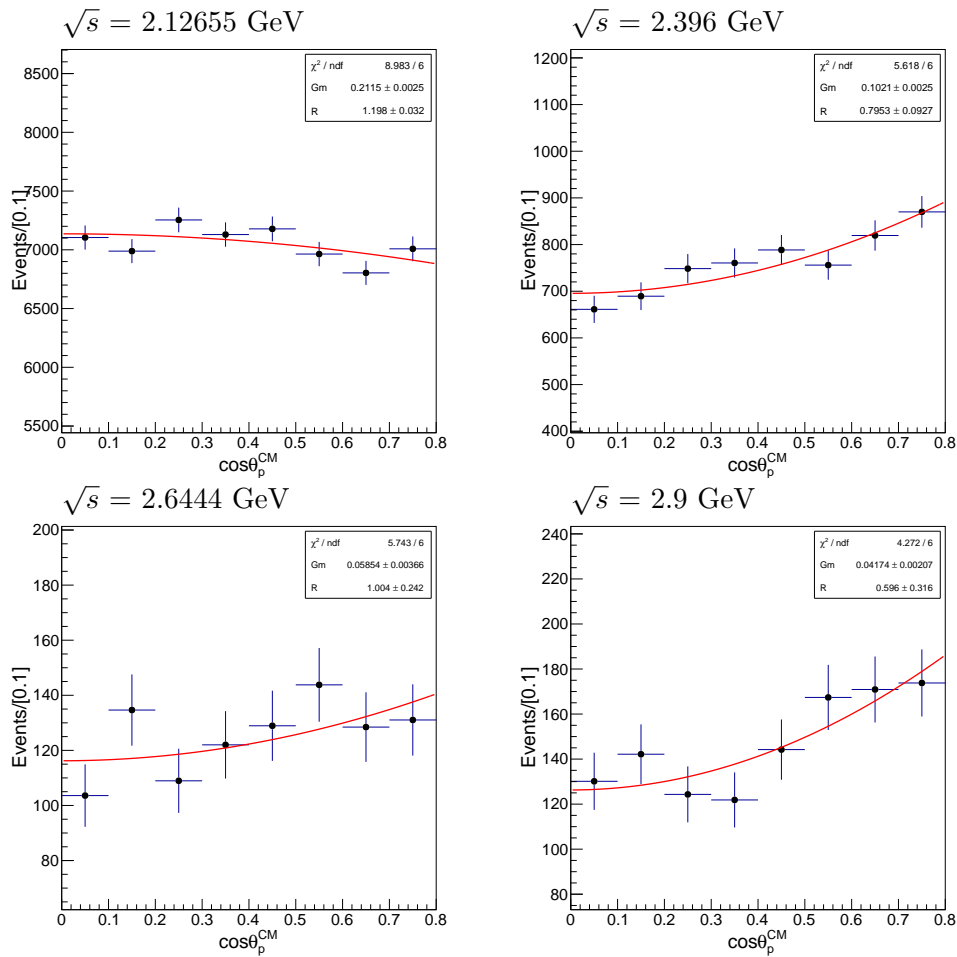 √s = 2.12655 GeV
χ² / ndf 8.983 / 6
Gm 0.2115 ± 0.0025
R 1.198 ± 0.032
Events/[0.1]
8500
8000
7500
7000
6500
6000
5500
0 0.1 0.2 0.3 0.4 0.5 0.6 0.7 0.8
cosθ_p^CM
√s = 2.396 GeV
χ² / ndf 5.618 / 6
Gm 0.1021 ± 0.0025
R 0.7953 ± 0.0927
Events/[0.1]
1200
1000
800
700
600
400
0 0.1 0.2 0.3 0.4 0.5 0.6 0.7 0.8
cosθ_p^CM
√s = 2.6444 GeV
χ² / ndf 5.743 / 6
Gm 0.05854 ± 0.00366
R 1.004 ± 0.242
Events/[0.1]
200
180
160
140
120
100
80
0 0.1 0.2 0.3 0.4 0.5 0.6 0.7 0.8
cosθ_p^CM
√s = 2.9 GeV
χ² / ndf 4.272 / 6
Gm 0.04174 ± 0.00207
R 0.596 ± 0.316
Events/[0.1]
240
220
200
180
160
140
120
100
80
0 0.1 0.2 0.3 0.4 0.5 0.6 0.7 0.8
cosθ_p^CM